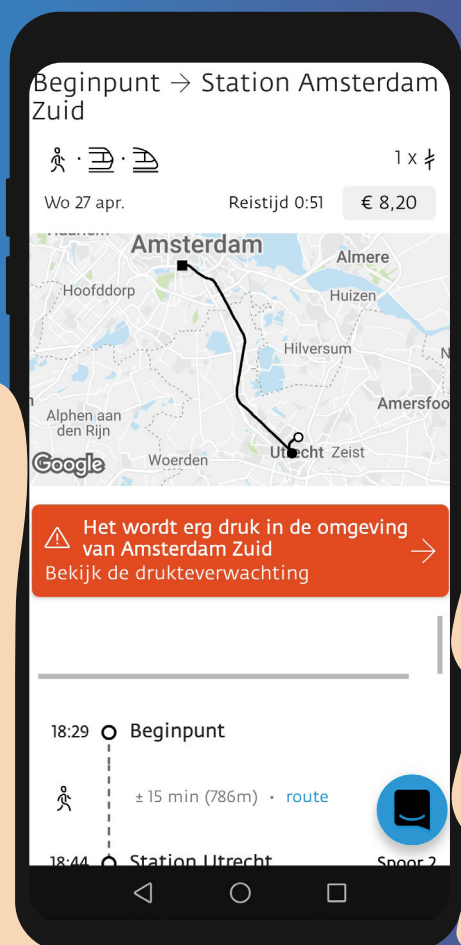 Beginpunt → Station Amsterdam
Zuid
1 x
Wo 27 apr.
Reistijd 0:51
€ 8,20
Amsterdam
Almere
Hoofddorp
Huizen
Hilversum
N
Amersfoo
Alphen aan
den Rijn
Woerden
Utrecht
Zeist
Google
Het wordt erg druk in de omgeving
van Amsterdam Zuid
Bekijk de drukteverwachting
18:29
Beginpunt
± 15 min (786m) · route
18:44
Station Utrecht
Spoor 2